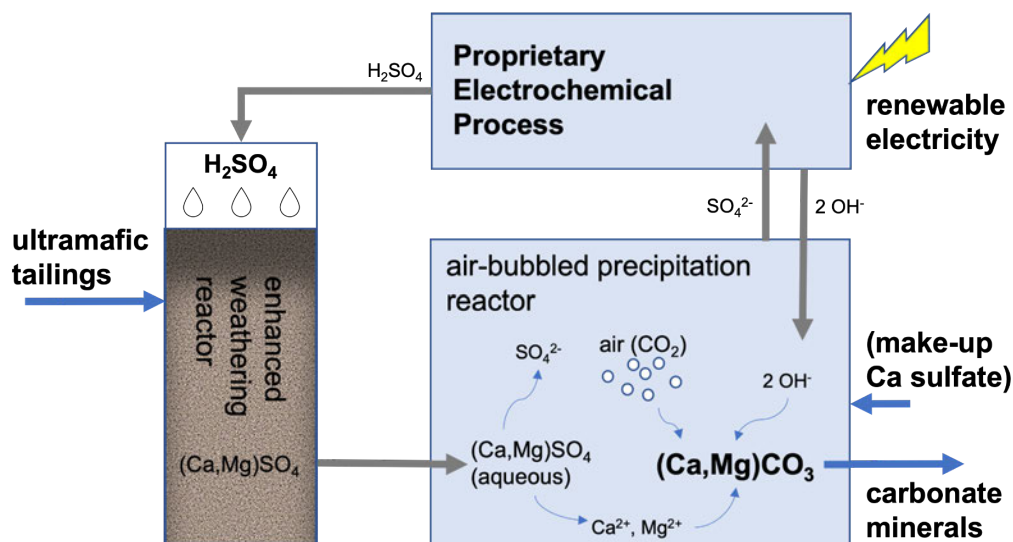 Proprietary
Electrochemical
Process
H₂SO₄
renewable
electricity
H₂SO₄
SO₄²⁻
2 OH⁻
ultramafic
tailings
enhanced
weathering
reactor
(Ca,Mg)SO₄
air-bubbled precipitation
reactor
SO₄²⁻
air (CO₂)
2 OH⁻
(Ca,Mg)SO₄
(aqueous)
(Ca,Mg)CO₃
Ca²⁺, Mg²⁺
(make-up
Ca sulfate)
carbonate
minerals